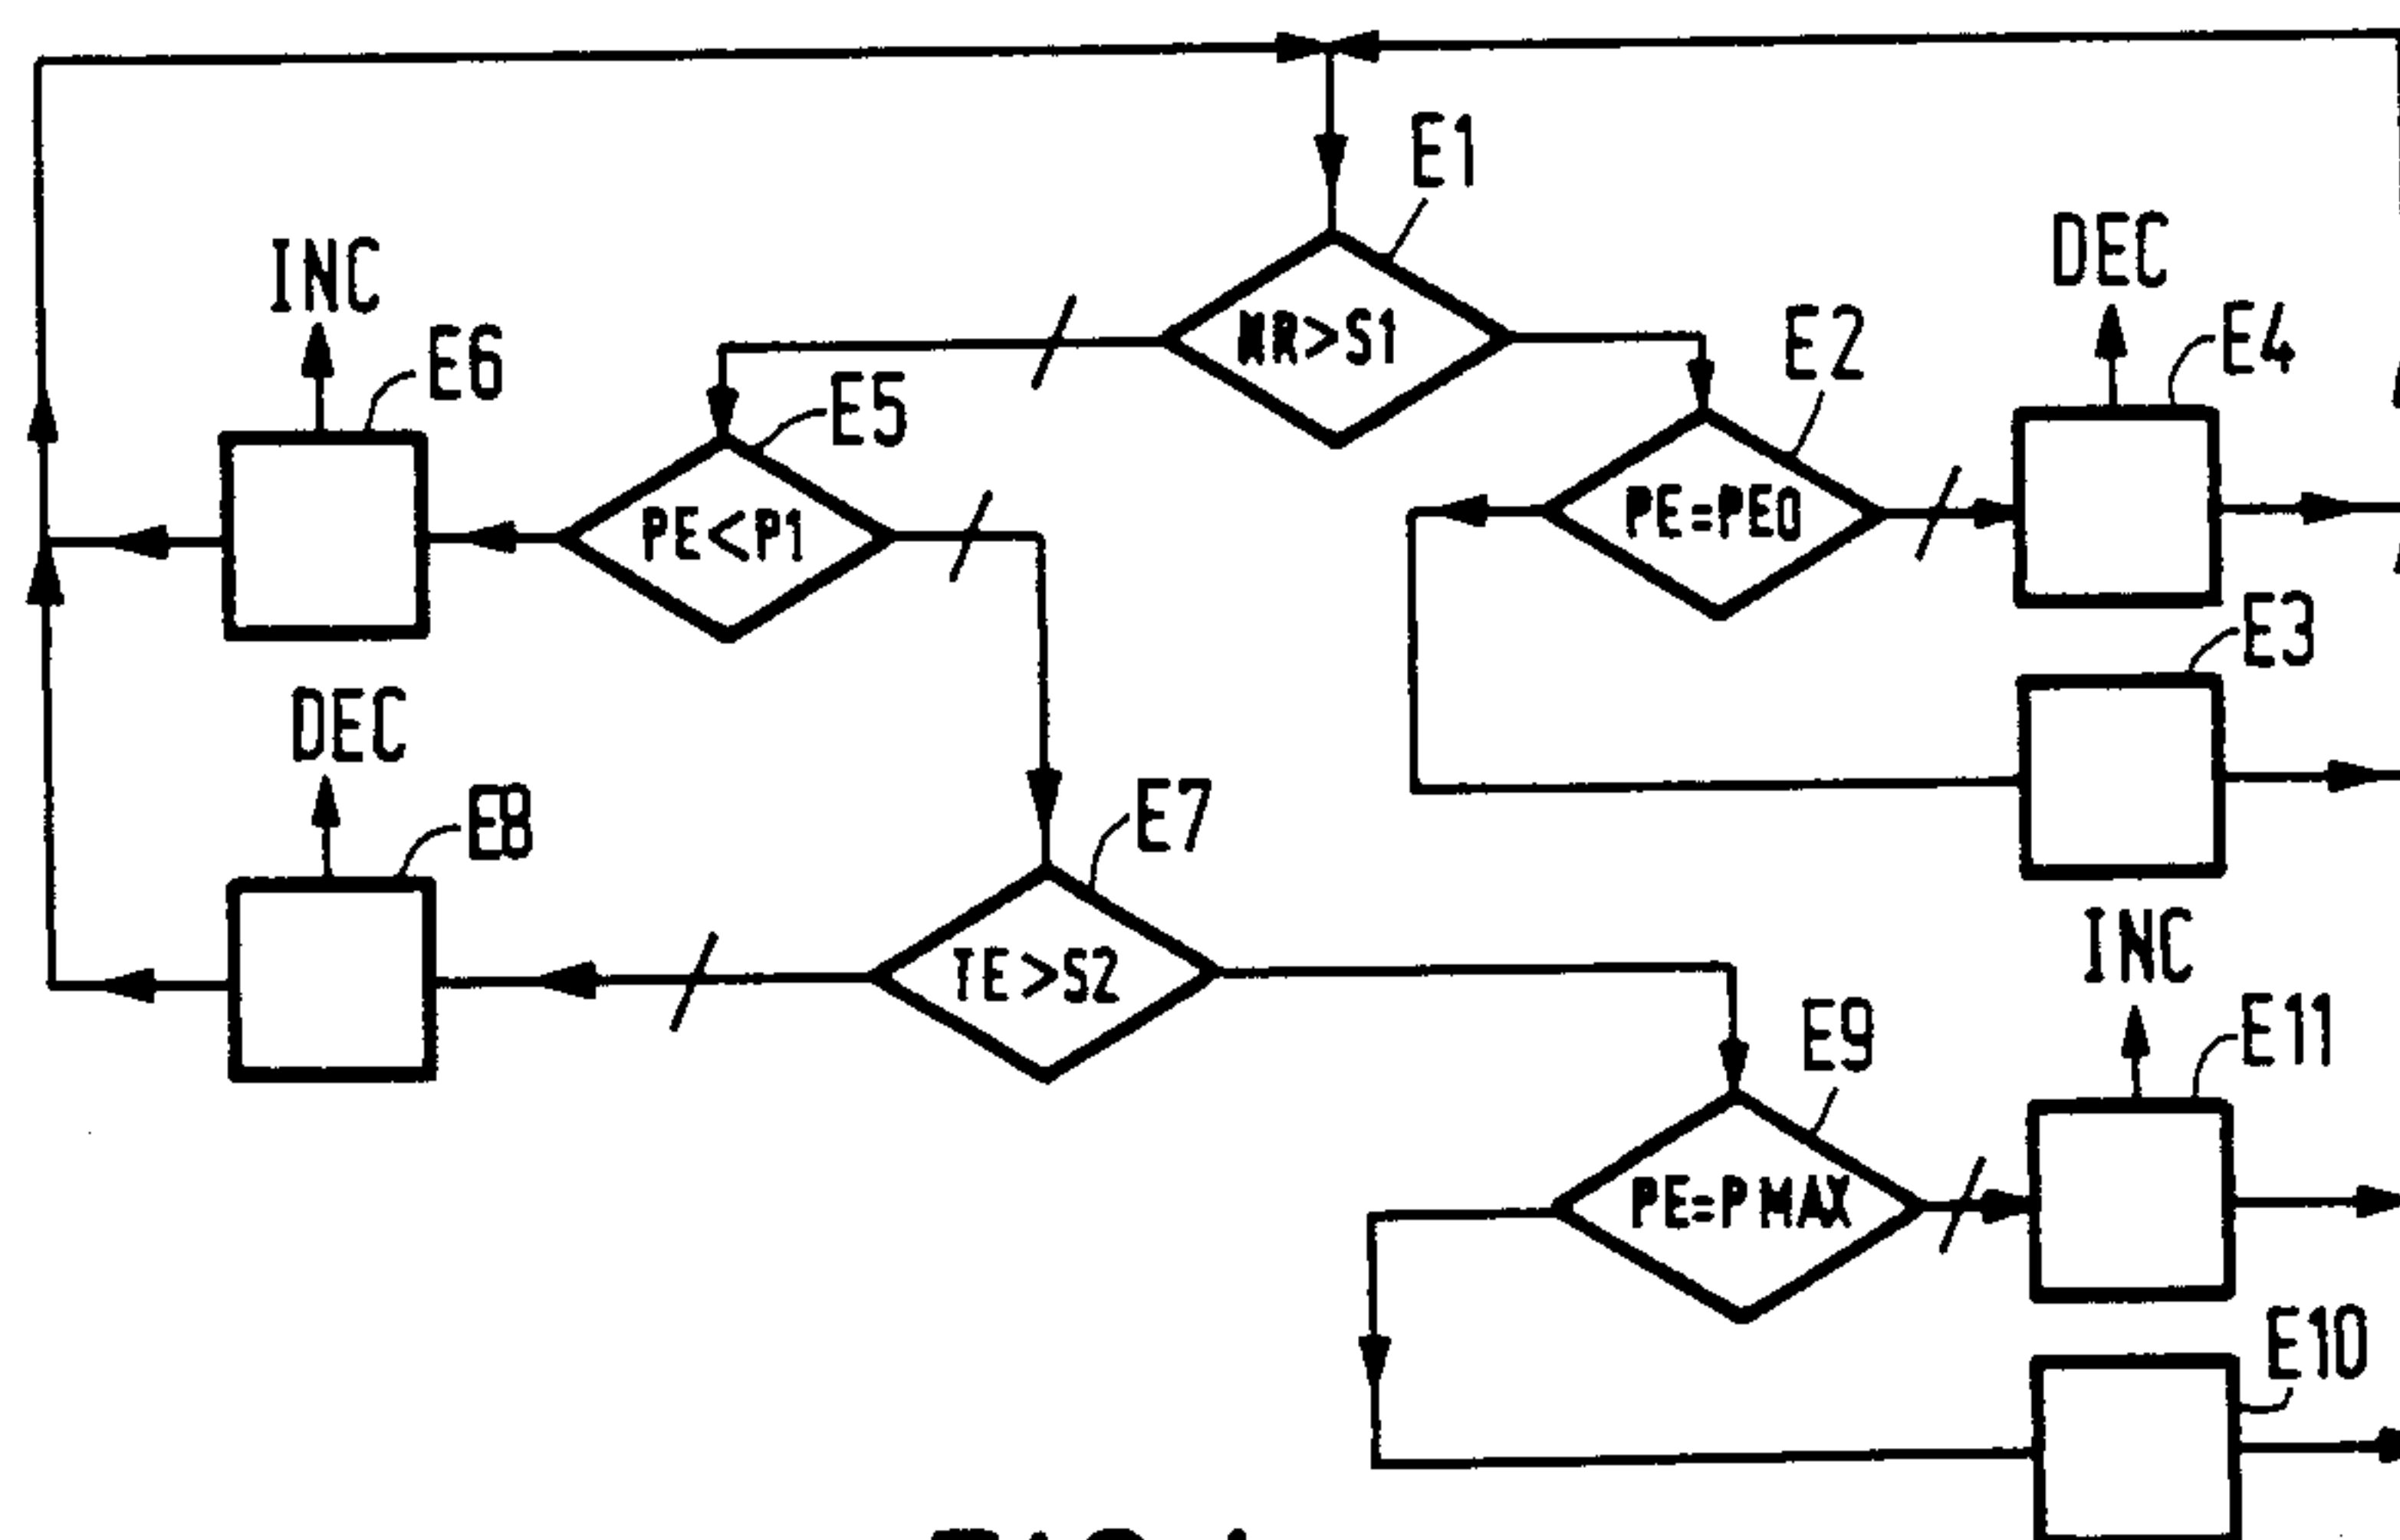 E1
DEC
INC
E2
E4
E6
>S1
E5
PE=PE0
PE<P1
E3
DEC
E7
E8
INC
TE>S2
E9
E11
PE=PMAX
E10